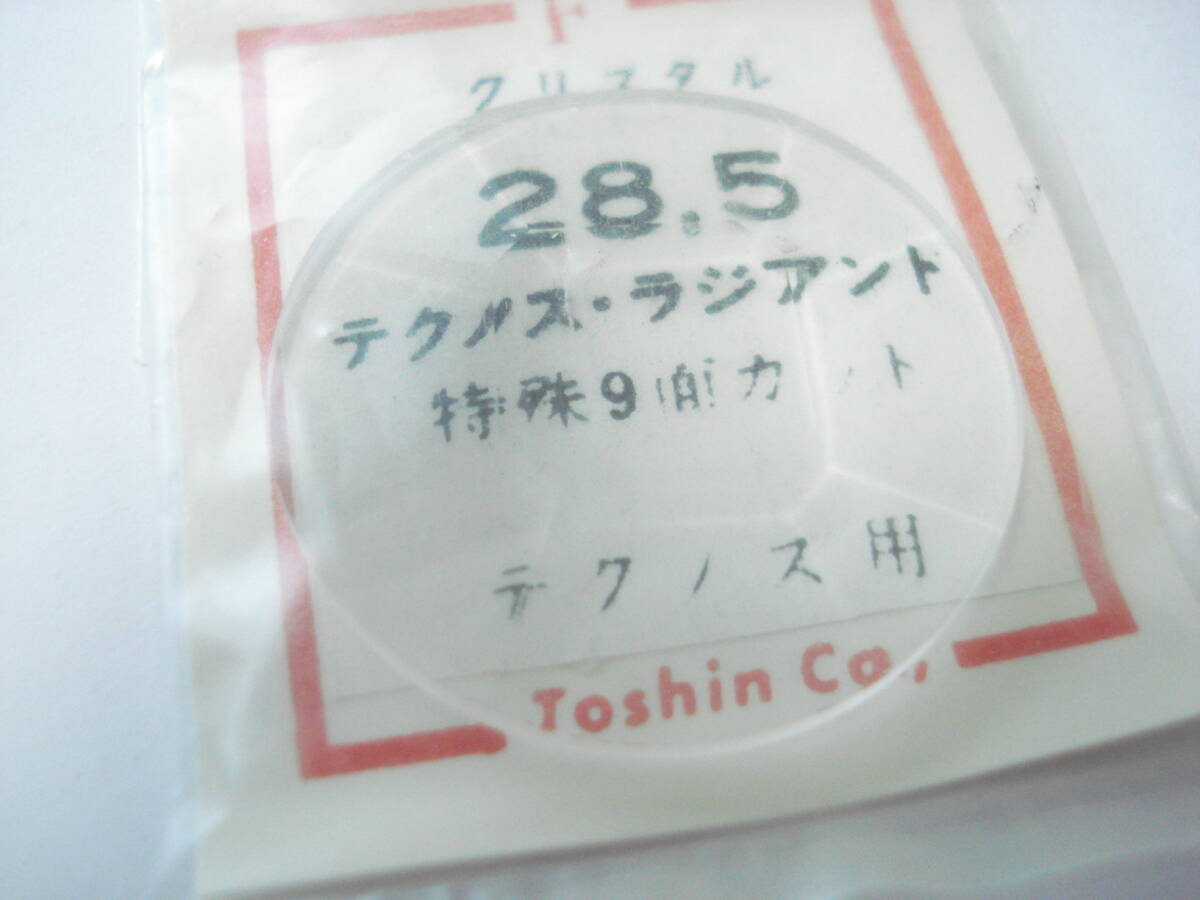 F
クリスタル
28.5
テクノス・ラジアント
特殊9面カット
テクノス用
Toshin Co.,